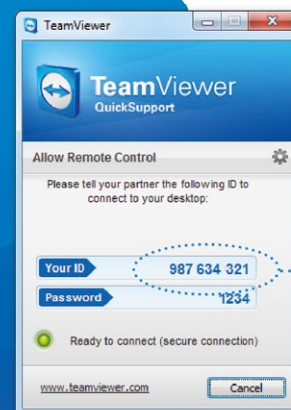 TeamViewer
TeamViewer
QuickSupport
Allow Remote Control
Please tell your partner the following ID to
connect to your desktop:
Your ID 987 634 321
Password 1234
Ready to connect (secure connection)
www.teamviewer.com Cancel